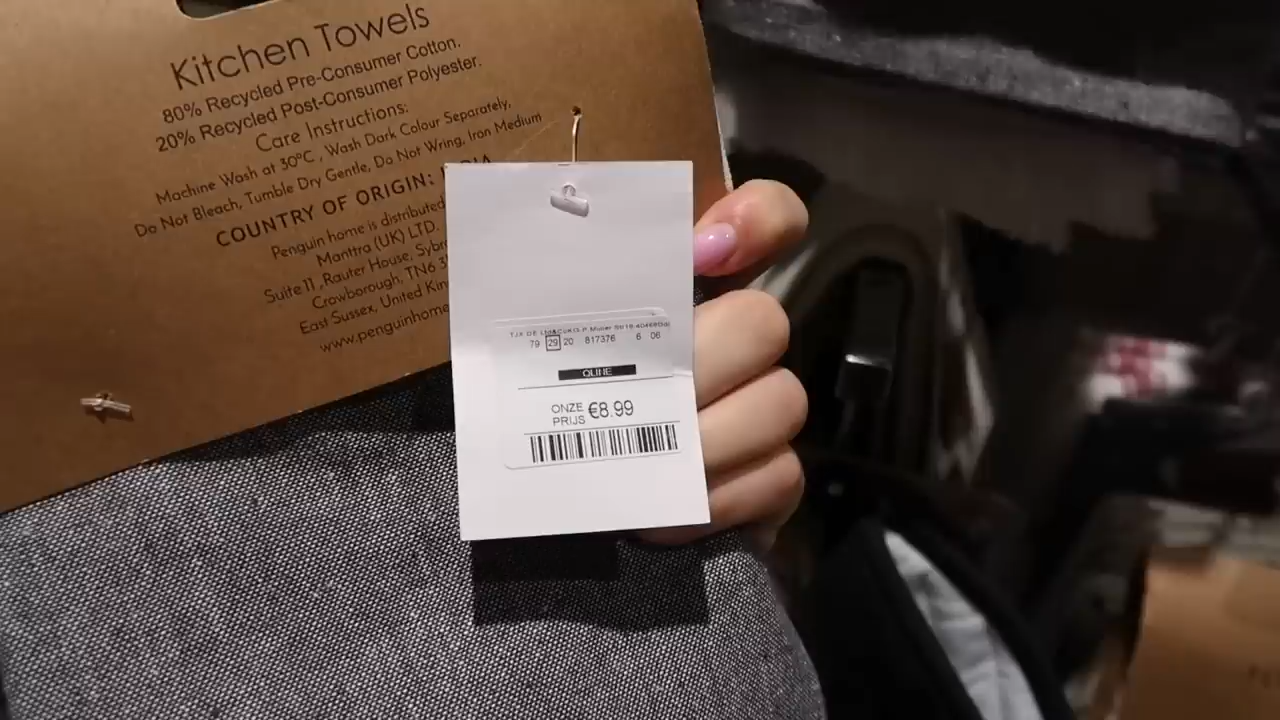 Kitchen Towels
80% Recycled Pre-Consumer Cotton.
20% Recycled Post-Consumer Polyester.
Care Instructions:
Machine Wash at 30°C , Wash Dark Colour Separately,
Do Not Bleach, Tumble Dry Gentle, Do Not Wring, Iron Medium
COUNTRY OF ORIGIN:
Penguin home is distributed
Manttra (UK) LTD.
Suite 11 ,Rauter House,
Crowborough, TN6
East Sussex, United
www.penguinhome
TJX DE
79 29 20 817376 6 06
QLINE
ONZE
PRIJS €8.99